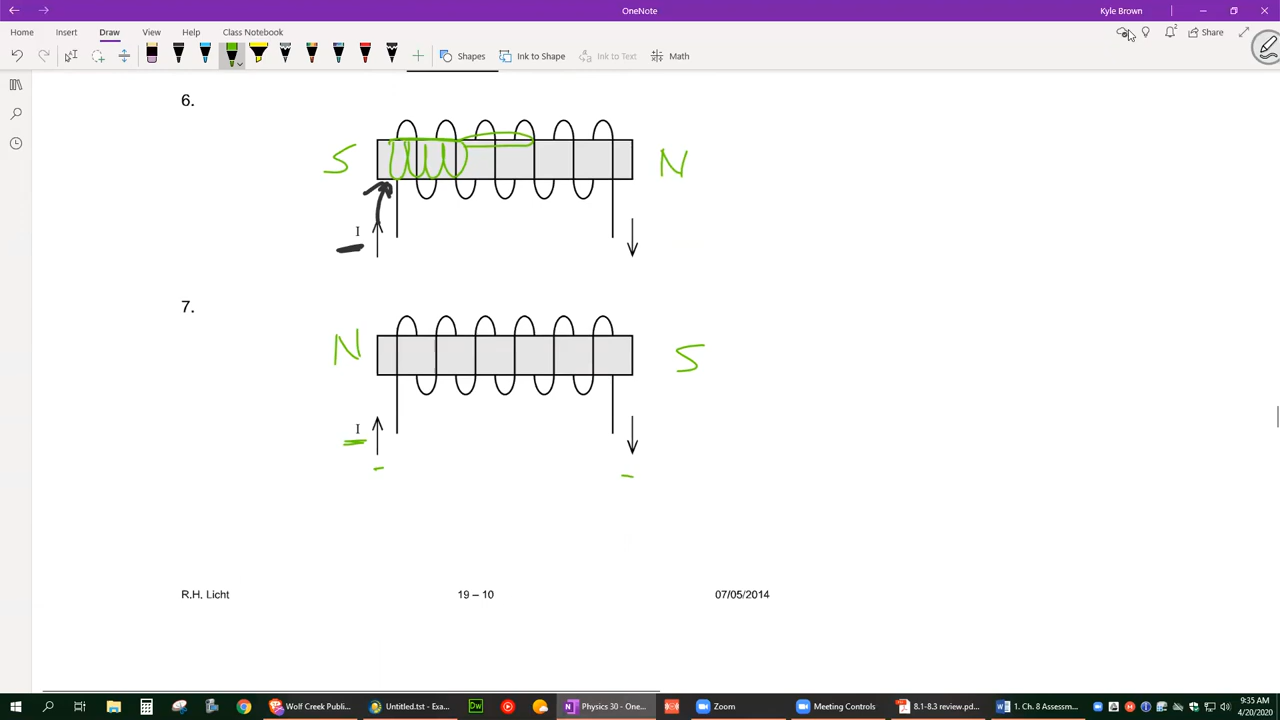 OneNote
Kyle Brown
Home Insert Draw View Help Class Notebook
2 Share
Shapes Ink to Shape Ink to Text Math
6.
S N
I
7.
N S
I
R.H. Licht 19 – 10 07/05/2014
Wolf Creek Publi... Untitled.tst - Exa... Dw Physics 30 - One... Zoom Meeting Controls 8.1-8.3 review.pd... 1. Ch. 8 Assessm... 9:35 AM
4/20/2020